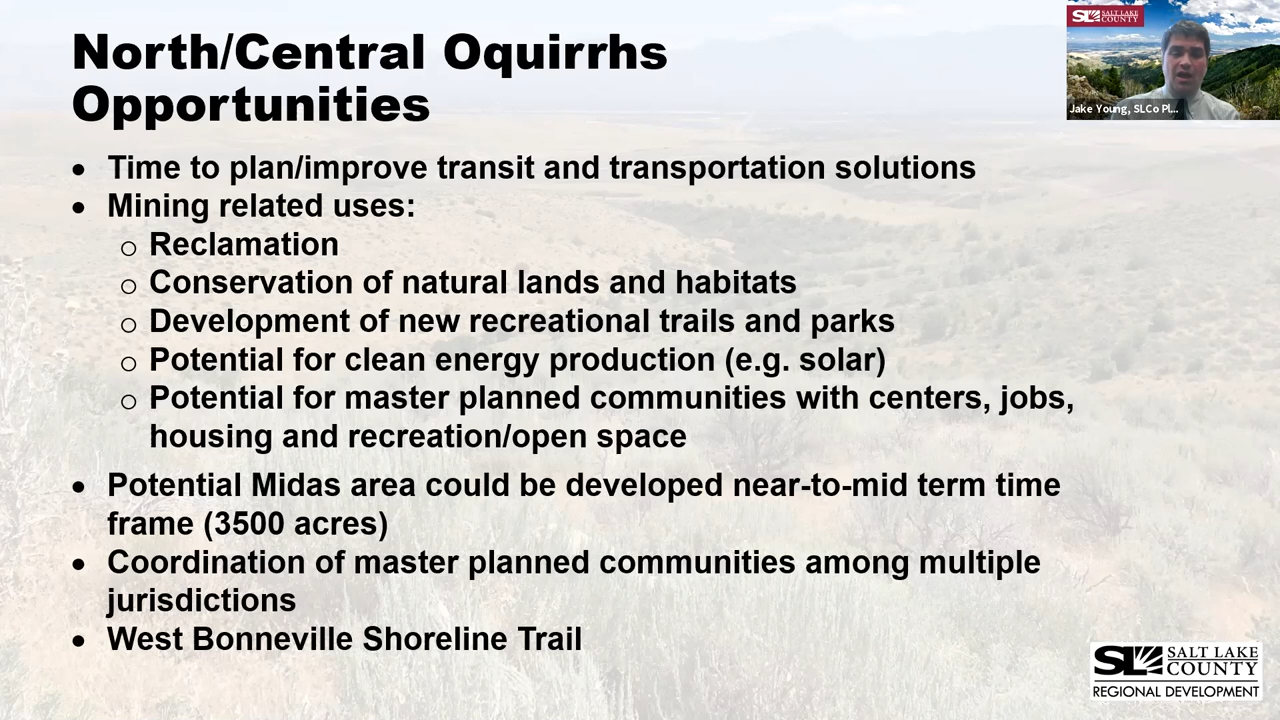 North/Central Oquirrhs
Opportunities
• Time to plan/improve transit and transportation solutions
• Mining related uses:
o Reclamation
o Conservation of natural lands and habitats
o Development of new recreational trails and parks
o Potential for clean energy production (e.g. solar)
o Potential for master planned communities with centers, jobs,
housing and recreation/open space
• Potential Midas area could be developed near-to-mid term time
frame (3500 acres)
• Coordination of master planned communities among multiple
jurisdictions
• West Bonneville Shoreline Trail
SL SALT LAKE
COUNTY
Jake Young, SLCo Pl...
SL SALT LAKE
COUNTY
REGIONAL DEVELOPMENT